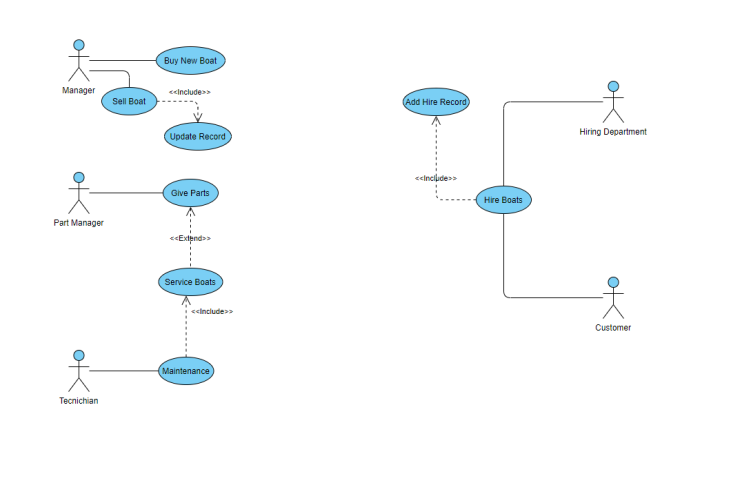 Buy New Boat
Manager
<<Include>>
Sell Boat
Update Record
Give Parts
Part Manager
<<Extend>>
Service Boats
<<Include>>
Maintenance
Tecnichian
Add Hire Record
Hiring Department
<<Include>>
Hire Boats
Customer